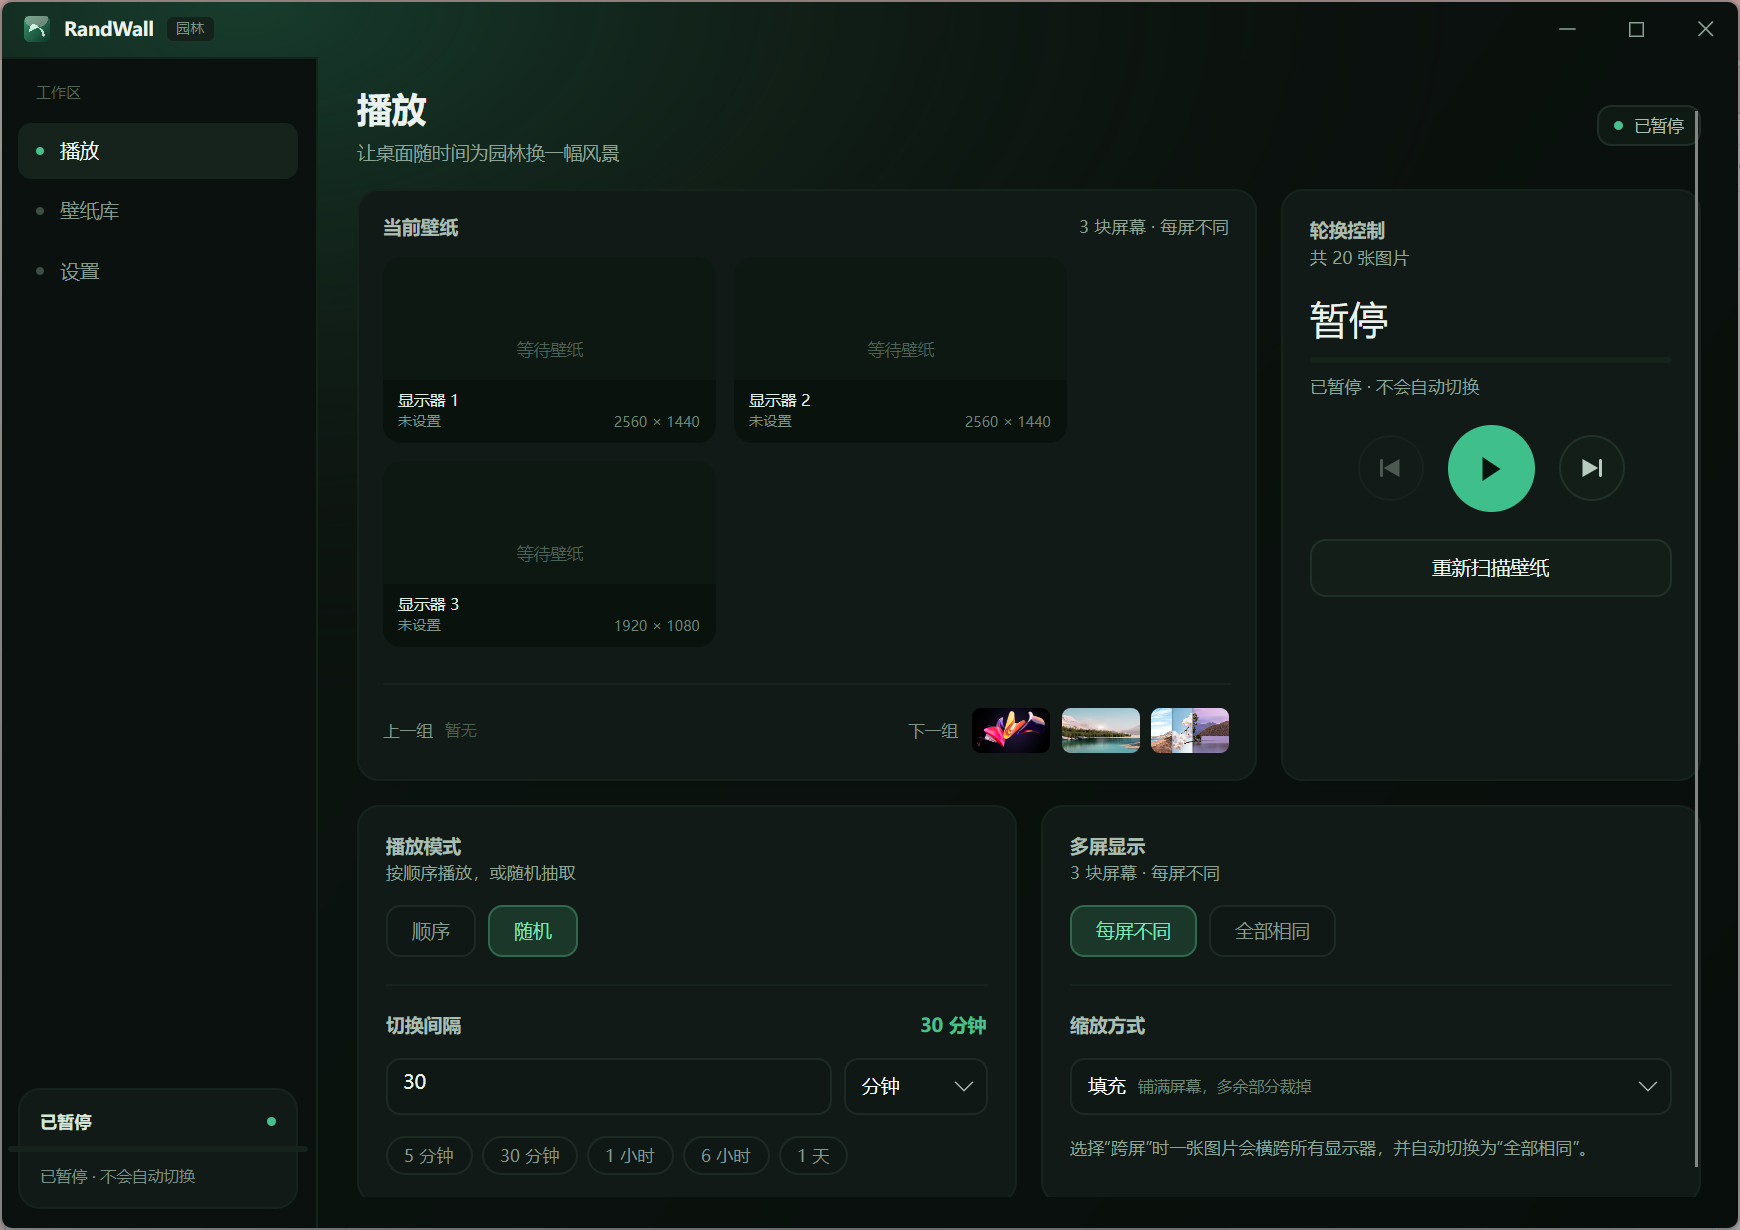 RandWall 园林
工作区
播放
壁纸库
设置
已暂停
已暂停 · 不会自动切换
播放
让桌面随时间为园林换一幅风景
已暂停
当前壁纸
3 块屏幕 · 每屏不同
等待壁纸
显示器 1
未设置
2560 × 1440
等待壁纸
显示器 2
未设置
2560 × 1440
等待壁纸
显示器 3
未设置
1920 × 1080
上一组 暂无
下一组
轮换控制
共 20 张图片
暂停
已暂停 · 不会自动切换
重新扫描壁纸
播放模式
按顺序播放，或随机抽取
顺序 随机
切换间隔
30 分钟
30
分钟
5 分钟 30 分钟 1 小时 6 小时 1 天
多屏显示
3 块屏幕 · 每屏不同
每屏不同 全部相同
缩放方式
填充 铺满屏幕，多余部分裁掉
选择“跨屏”时一张图片会横跨所有显示器，并自动切换为“全部相同”。